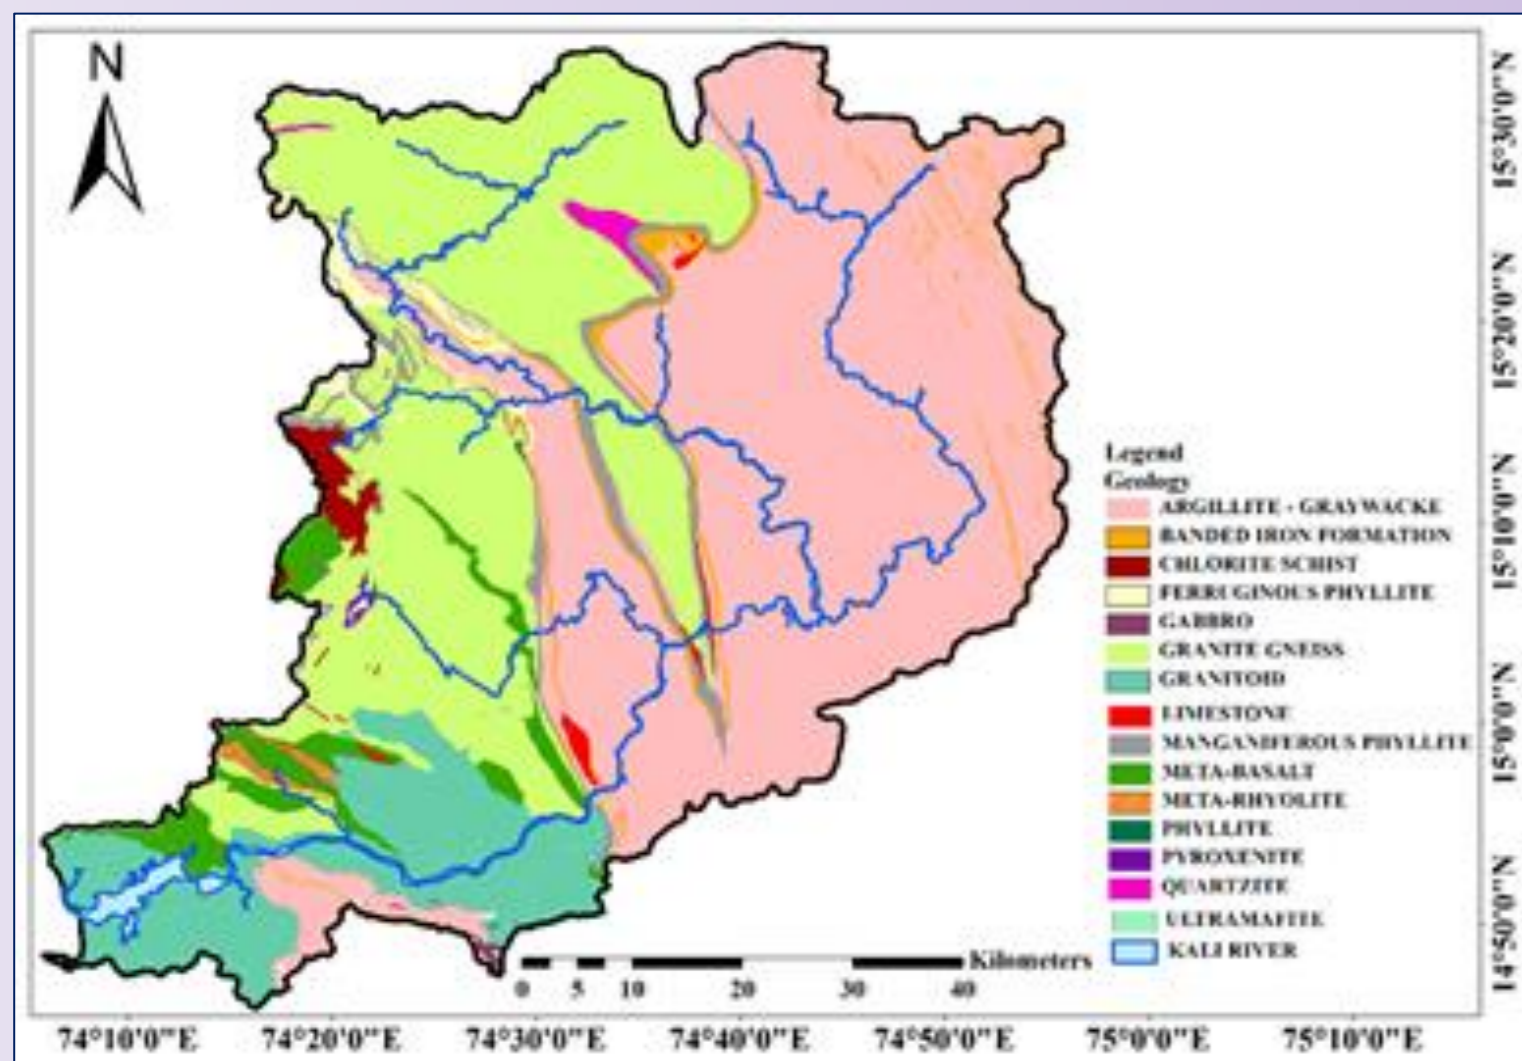 N
15°30'0"N
15°20'0"N
15°10'0"N
15°0'0"N
14°50'0"N
Legend
Geology
ARGILLITE - GRAYWACKE
BANDED IRON FORMATION
CHLORITE SCHIST
FERRUGINOUS PHYLLITE
GABBRO
GRANITE GNEISS
GRANITOID
LIMESTONE
MANGANIFEROUS PHYLLITE
META-BASALT
META-RHYOLITE
PHYLLITE
PYROXENITE
QUARTZITE
ULTRAMAFITE
KALI RIVER
Kilometers
0 5 10 20 30 40
74°10'0"E 74°20'0"E 74°30'0"E 74°40'0"E 74°50'0"E 75°0'0"E 75°10'0"E